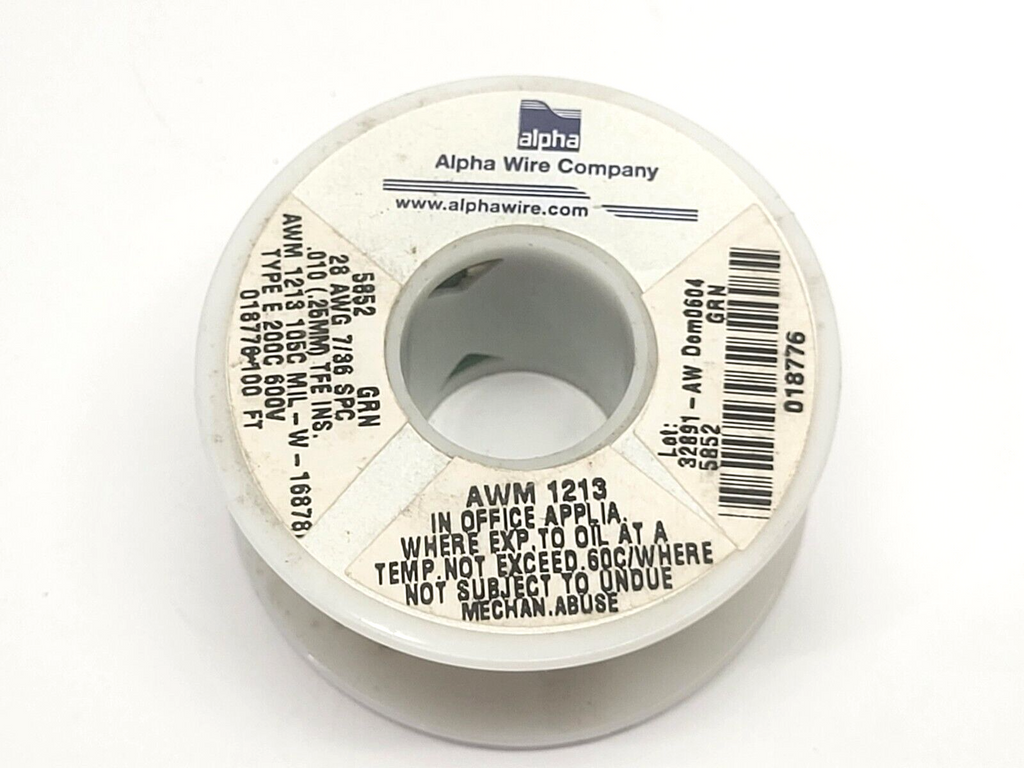 alpha
Alpha Wire Company
www.alphawire.com
5852 GRN
28 AWG 7/36 SPC
.010 (.25MM) TFE INS.
AWM 1213 105C MIL-W-16878
TYPE E 200C 600V
018776 100 FT
Lot:
32891-AW Dom0604
5852 GRN
018776
AWM 1213
IN OFFICE APPLIA.
WHERE EXP.TO OIL AT A
TEMP.NOT EXCEED.60C/WHERE
NOT SUBJECT TO UNDUE
MECHAN.ABUSE